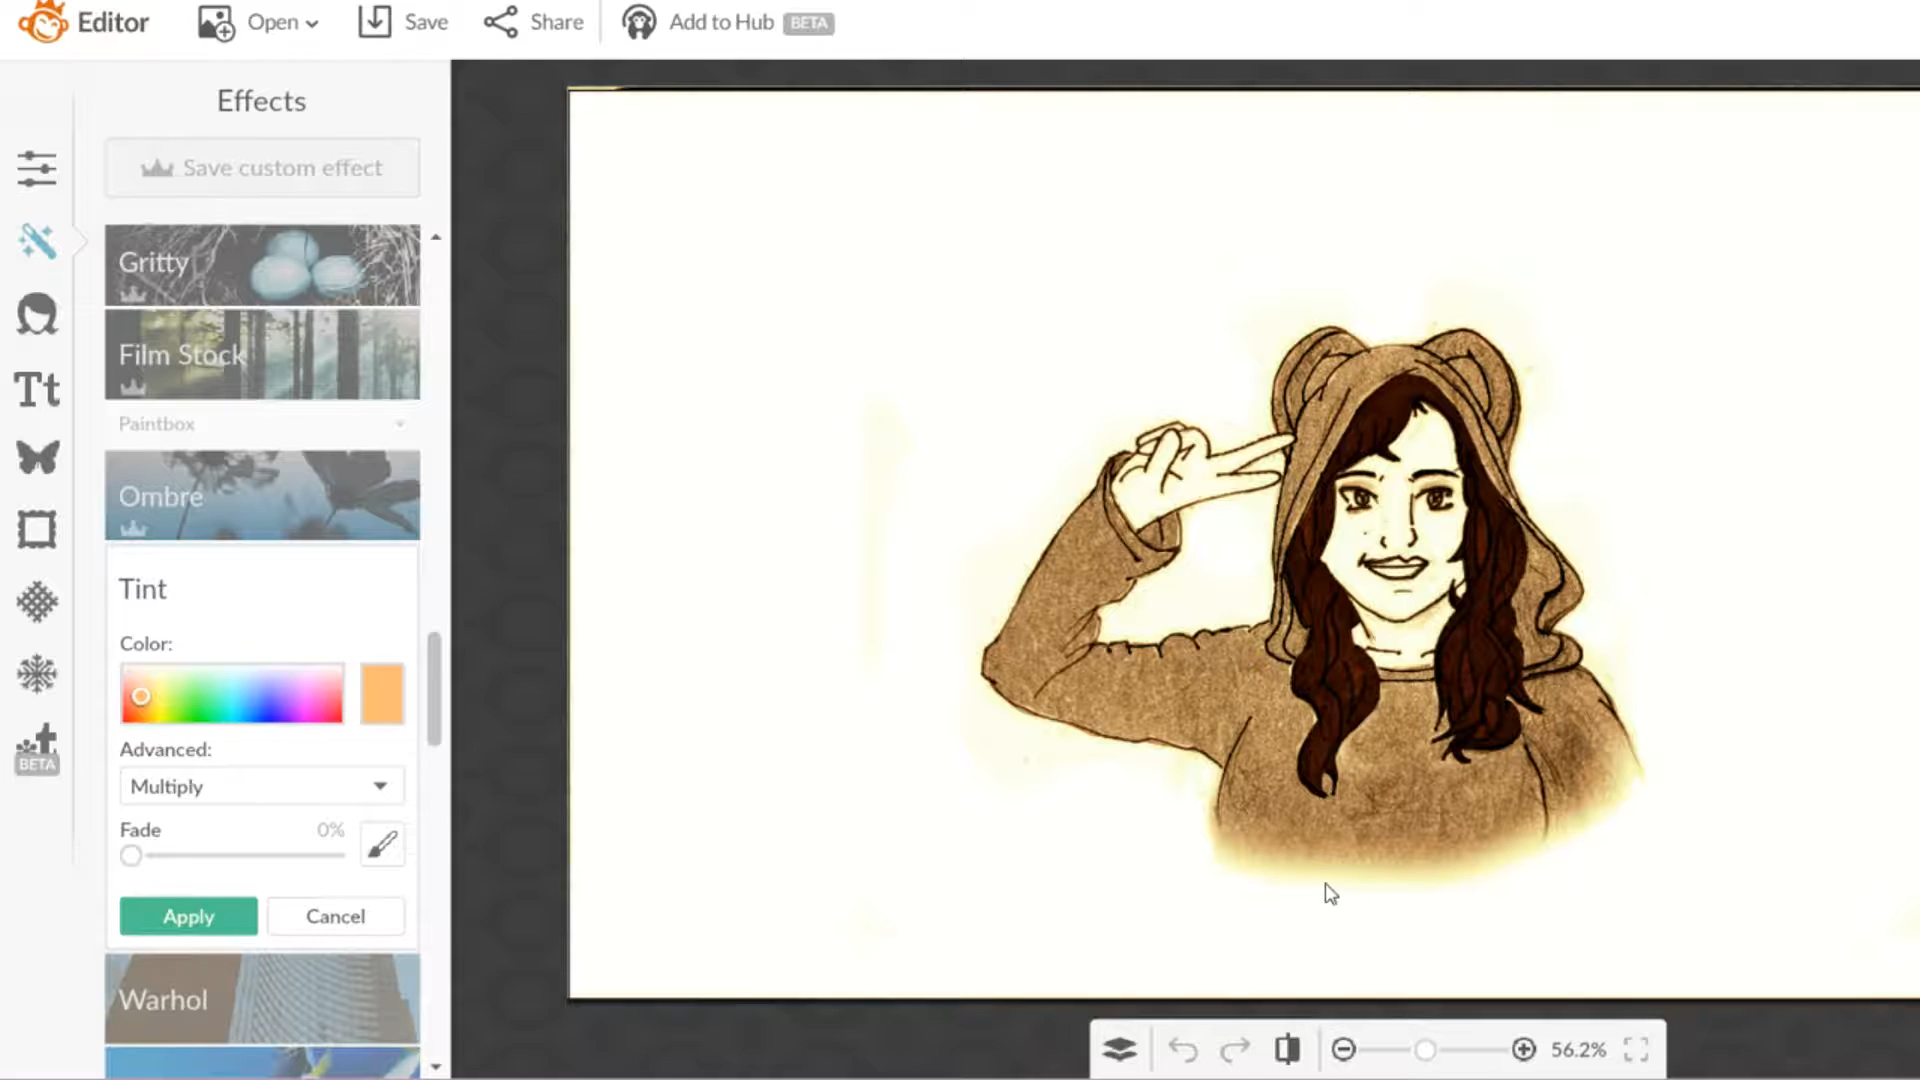 Editor
Open
Save
Share
Add to Hub BETA
Effects
Save custom effect
Gritty
Film Stock
Paintbox
Ombre
Tint
Color:
Advanced:
Multiply
Fade 0%
Apply Cancel
Warhol
Tt
BETA
56.2%